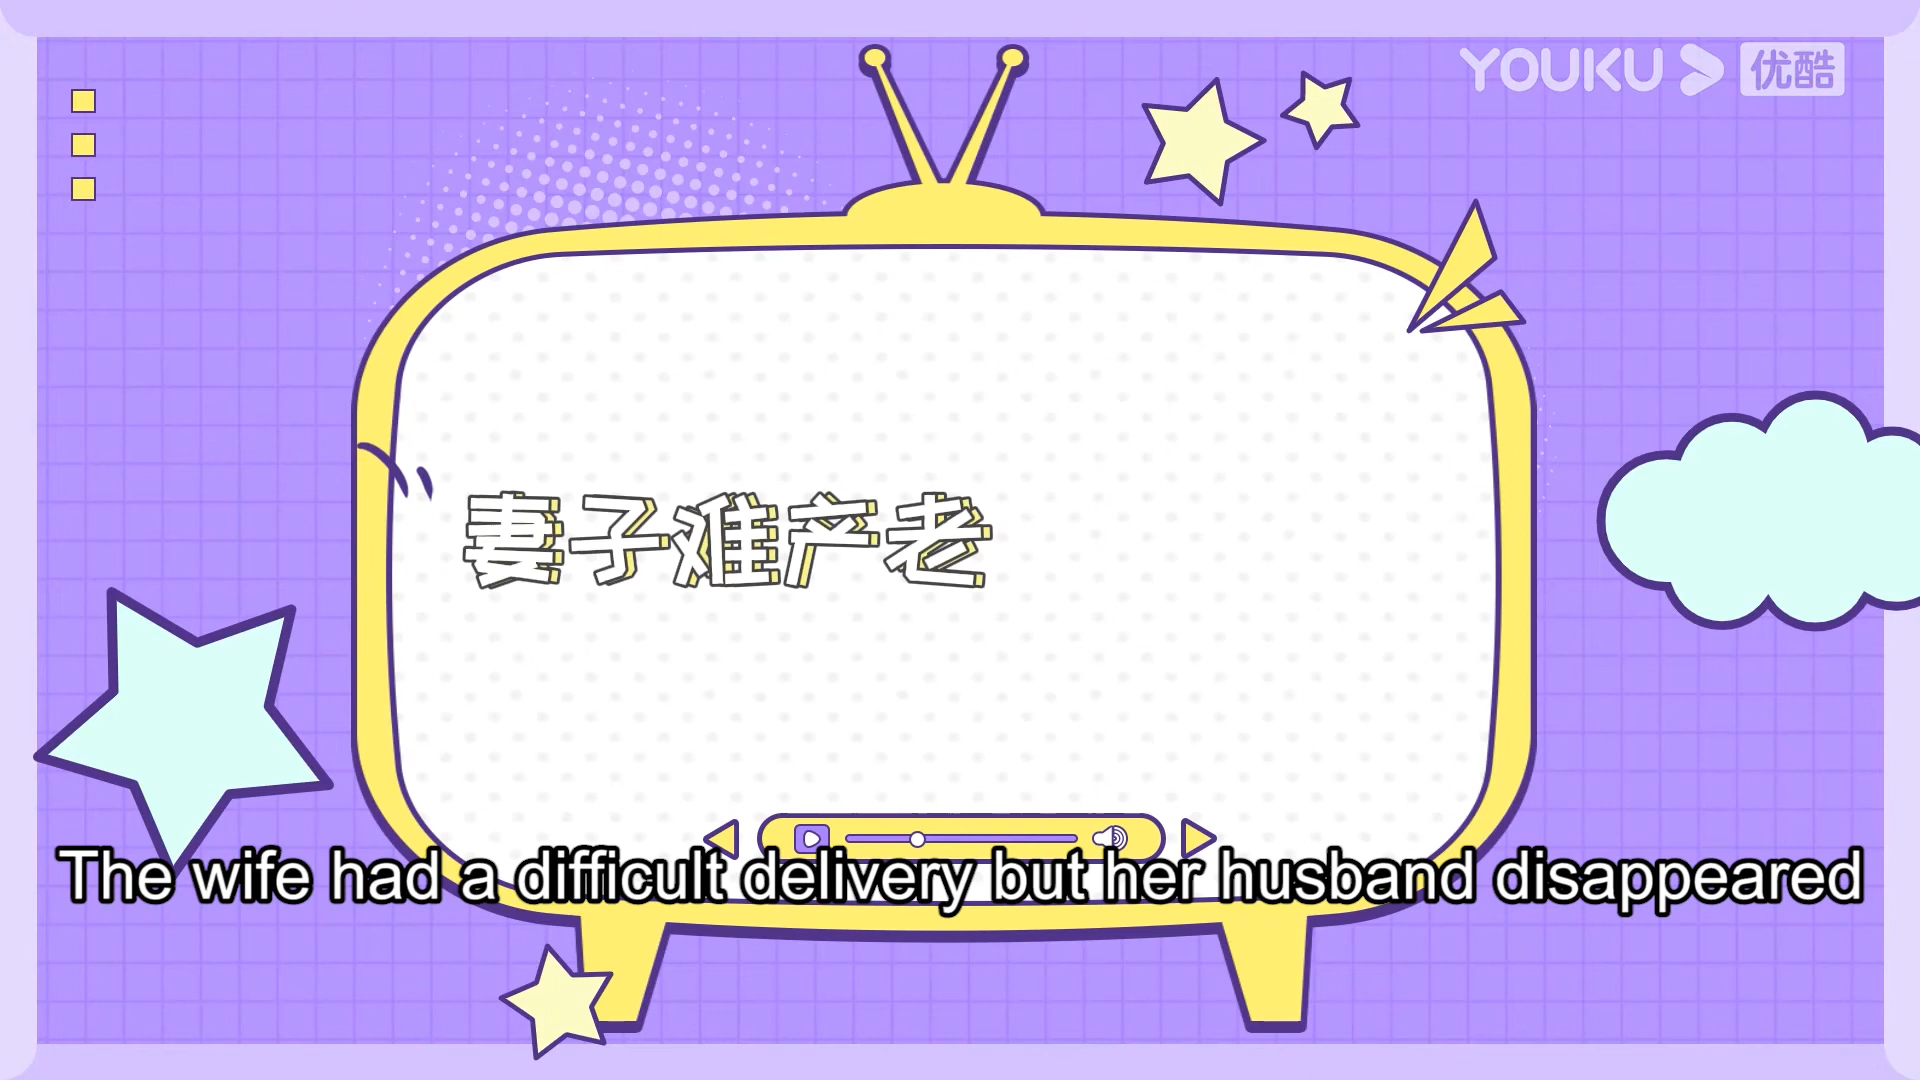 YOUKU 优酷
妻子难产老
The wife had a difficult delivery but her husband disappeared